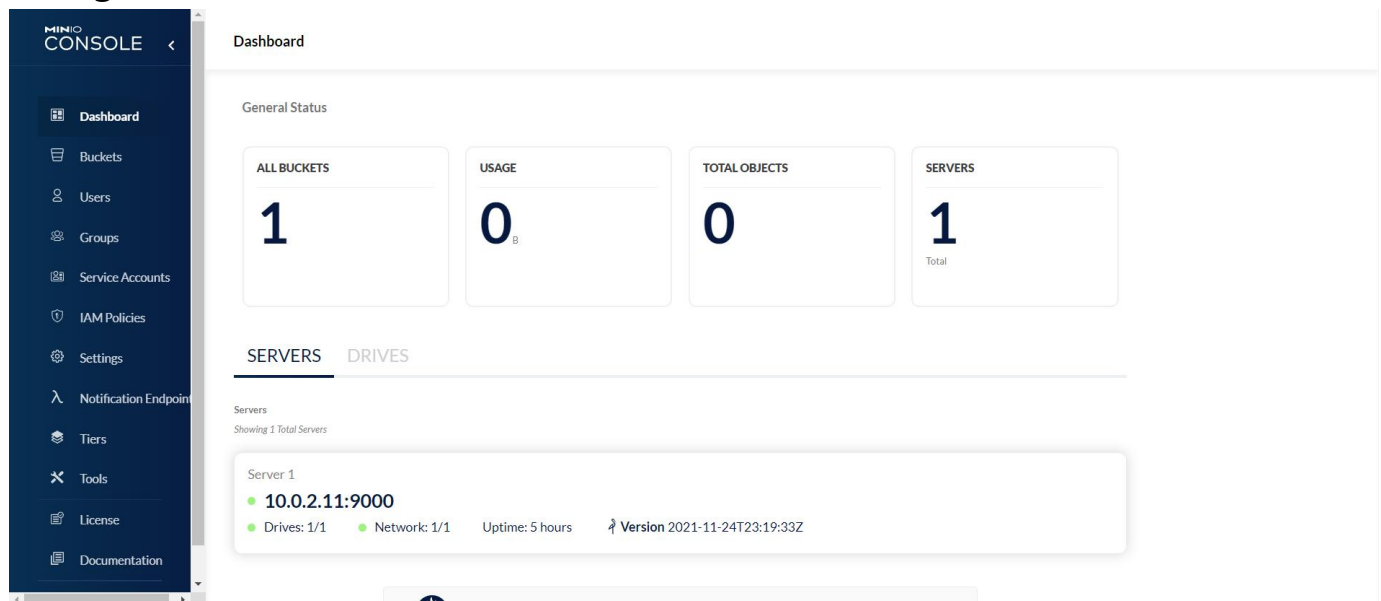 MINIO
CONSOLE
Dashboard
Buckets
Users
Groups
Service Accounts
IAM Policies
Settings
Notification Endpoint
Tiers
Tools
License
Documentation
Dashboard
General Status
ALL BUCKETS
1
USAGE
0 B
TOTAL OBJECTS
0
SERVERS
1
Total
SERVERS DRIVES
Servers
Showing 1 Total Servers
Server 1
10.0.2.11:9000
Drives: 1/1 Network: 1/1 Uptime: 5 hours Version 2021-11-24T23:19:33Z